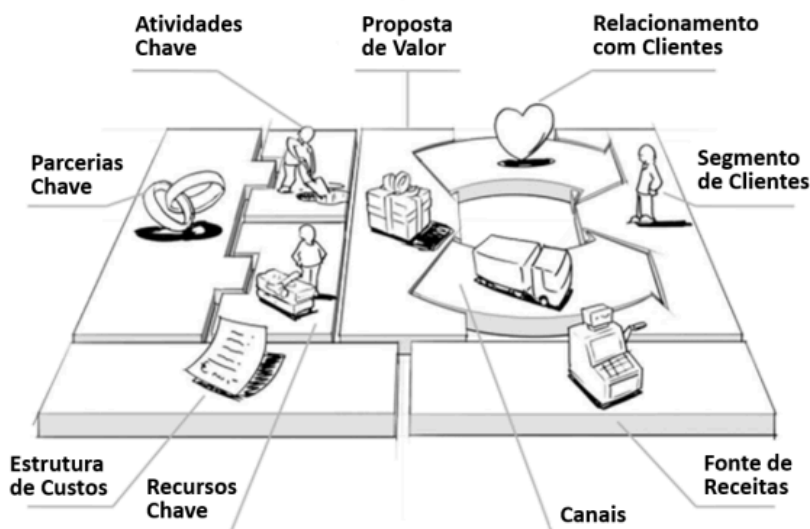 Atividades
Chave
Proposta
de Valor
Relacionamento
com Clientes
Parcerias
Chave
Segmento
de Clientes
Estrutura
de Custos
Recursos
Chave
Canais
Fonte de
Receitas